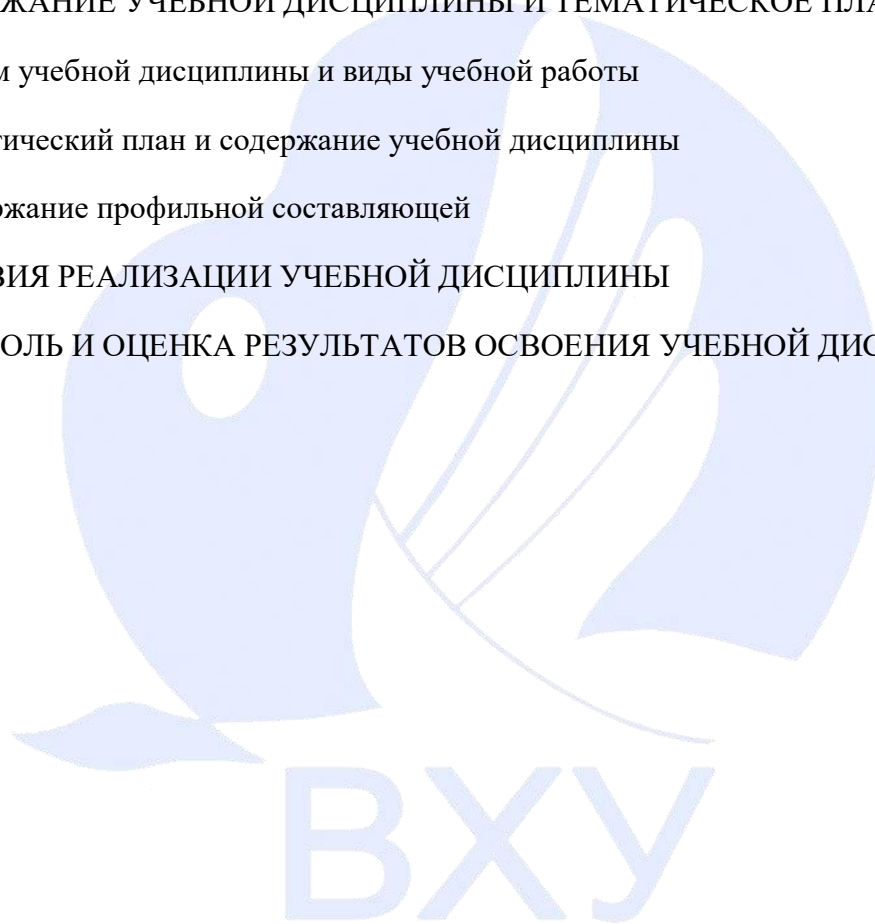 ЖАНИЕ УЧЕБНОЙ ДИСЦИПЛИНЫ И ТЕМАТИЧЕСКОЕ ПЛА
м учебной дисциплины и виды учебной работы
тический план и содержание учебной дисциплины
ржание профильной составляющей
ВИЯ РЕАЛИЗАЦИИ УЧЕБНОЙ ДИСЦИПЛИНЫ
ОЛЬ И ОЦЕНКА РЕЗУЛЬТАТОВ ОСВОЕНИЯ УЧЕБНОЙ ДИС
ВХУ